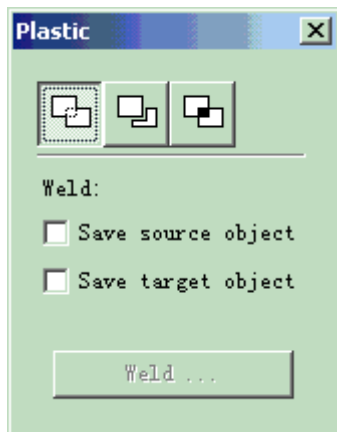 Plastic
Weld:
Save source object
Save target object
Weld ...